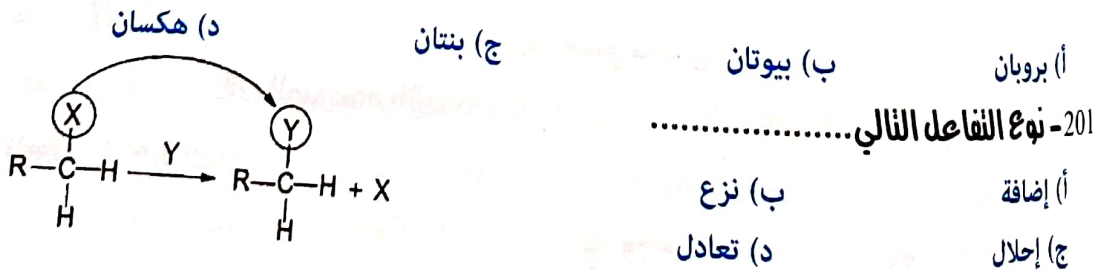 أ) بروبان ب) بيوتان ج) بنتان د) هكسان
201- نوع التفاعل التالي....................
أ) إضافة ب) نزع
ج) إحلال د) تعادل
X Y
R—C—H Y R—C—H + X
H H